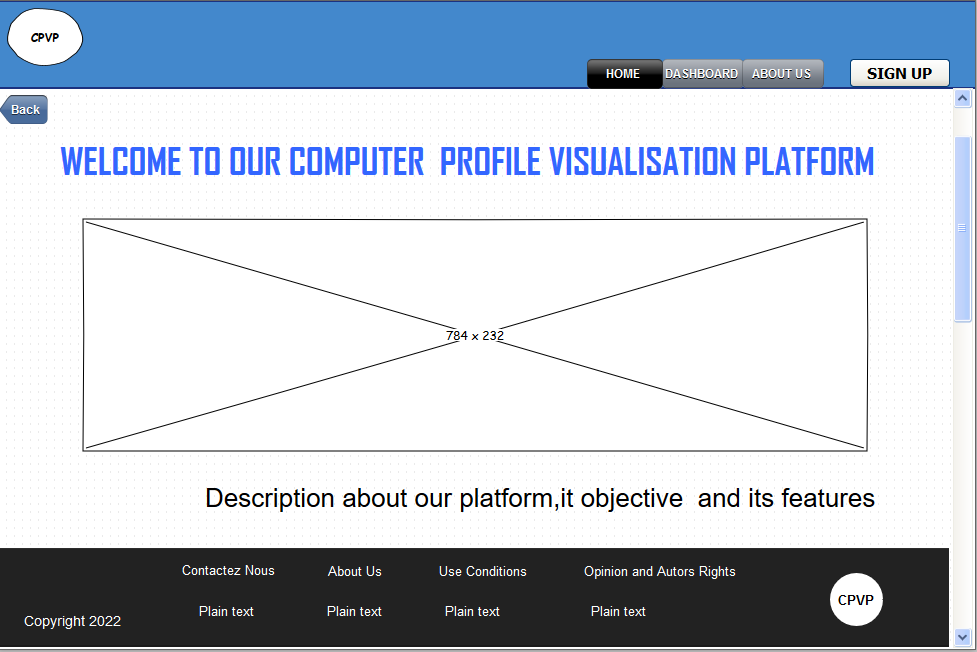 CPVP
HOME DASHBOARD ABOUT US SIGN UP
Back
WELCOME TO OUR COMPUTER PROFILE VISUALISATION PLATFORM
784 x 232
Description about our platform,it objective and its features
Contactez Nous About Us Use Conditions Opinion and Autors Rights
Plain text Plain text Plain text Plain text
Copyright 2022
CPVP